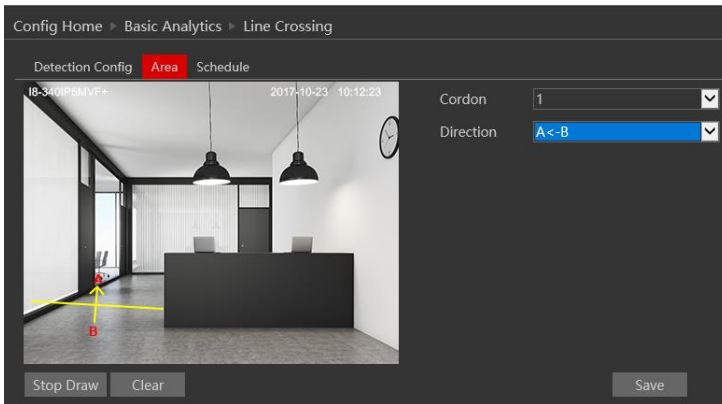 Config Home ▸ Basic Analytics ▸ Line Crossing
Detection Config Area Schedule
I8-340IP5MVF+ 2017-10-23 10:12:23
Cordon 1
Direction A<-B
A
B
Stop Draw Clear Save